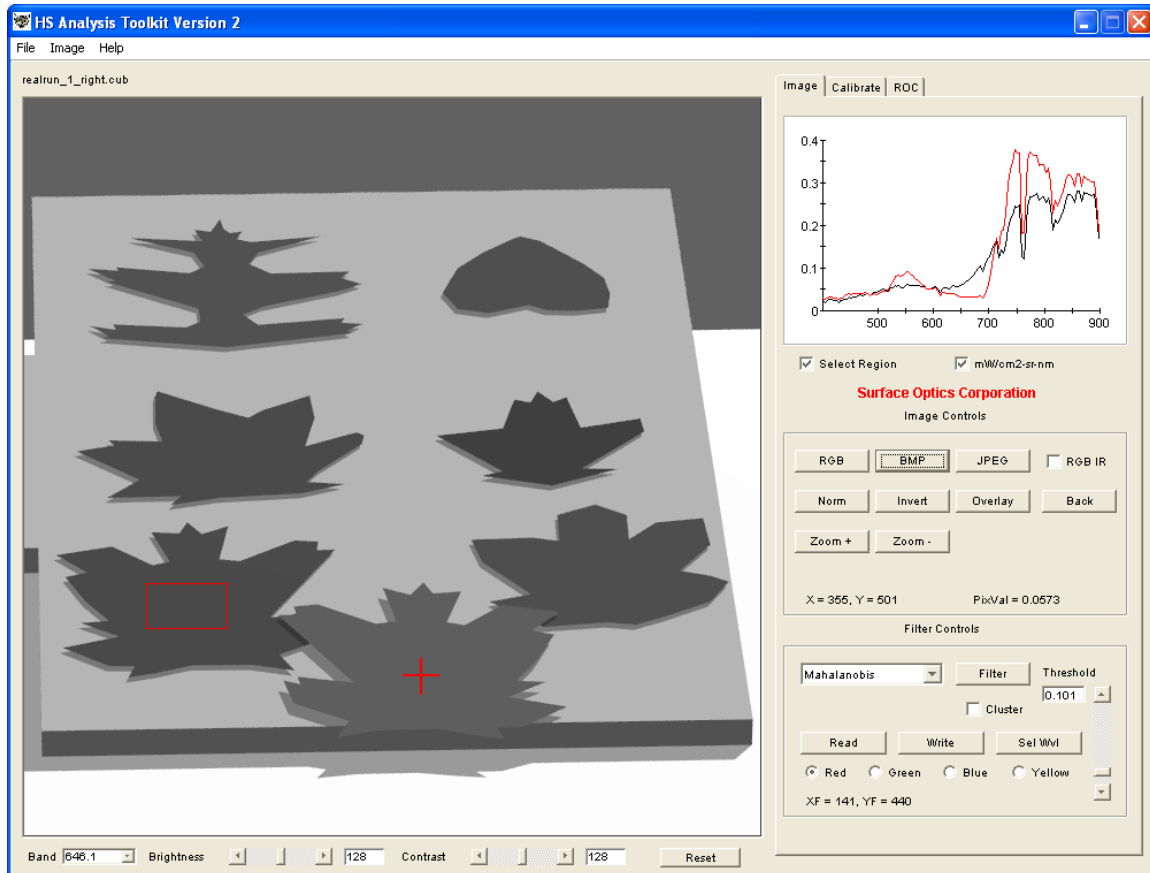 HS Analysis Toolkit Version 2
File Image Help
realrun_1_right.cub
Image Calibrate ROC
0.4
0.3
0.2
0.1
0
500 600 700 800 900
Select Region mW/cm2-sr-nm
Surface Optics Corporation
Image Controls
RGB BMP JPEG RGB IR
Norm Invert Overlay Back
Zoom + Zoom -
X = 355, Y = 501 PixVal = 0.0573
Filter Controls
Mahalanobis Filter Threshold
0.101
Cluster
Read Write Sel Wvl
Red Green Blue Yellow
XF = 141, YF = 440
Band 646.1 Brightness 128 Contrast 128 Reset